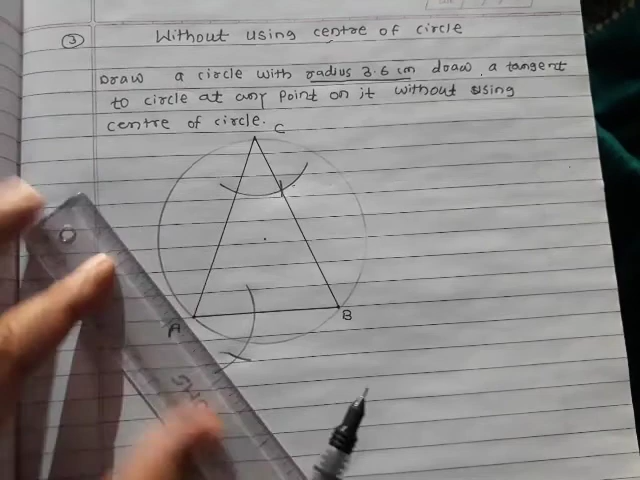 3 Without using centre of circle
Draw a circle with radius 3.6 cm draw a tangent
to circle at any point on it without using
centre of circle.
C
A
B